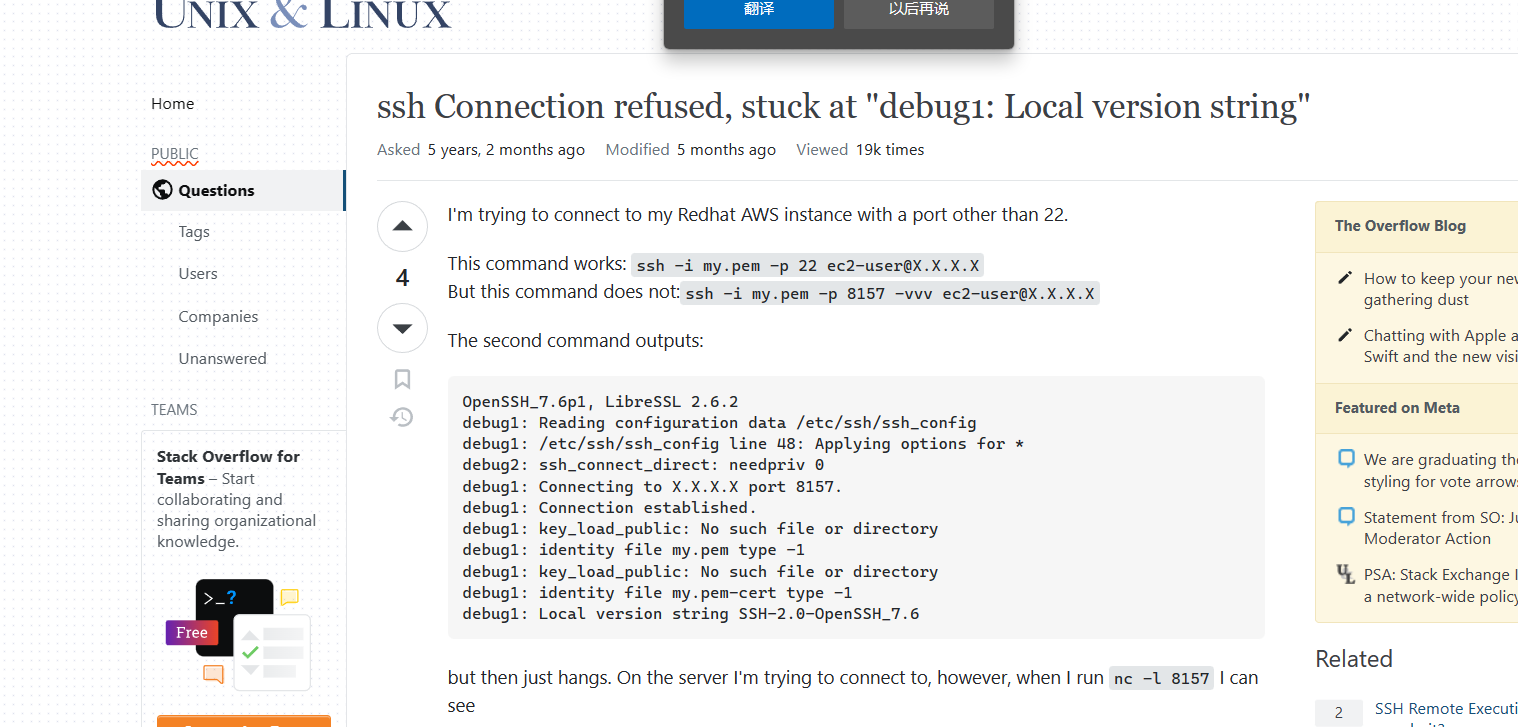 UNIX & LINUX
翻译
以后再说
Home
PUBLIC
Questions
Tags
Users
Companies
Unanswered
TEAMS
Stack Overflow for
Teams – Start
collaborating and
sharing organizational
knowledge.
>_?
Free
ssh Connection refused, stuck at "debug1: Local version string"
Asked 5 years, 2 months ago Modified 5 months ago Viewed 19k times
4
I'm trying to connect to my Redhat AWS instance with a port other than 22.
This command works: ssh -i my.pem -p 22 ec2-user@X.X.X.X
But this command does not: ssh -i my.pem -p 8157 -vvv ec2-user@X.X.X.X
The second command outputs:
OpenSSH_7.6p1, LibreSSL 2.6.2
debug1: Reading configuration data /etc/ssh/ssh_config
debug1: /etc/ssh/ssh_config line 48: Applying options for *
debug2: ssh_connect_direct: needpriv 0
debug1: Connecting to X.X.X.X port 8157.
debug1: Connection established.
debug1: key_load_public: No such file or directory
debug1: identity file my.pem type -1
debug1: key_load_public: No such file or directory
debug1: identity file my.pem-cert type -1
debug1: Local version string SSH-2.0-OpenSSH_7.6
but then just hangs. On the server I'm trying to connect to, however, when I run nc -l 8157 I can
see
The Overflow Blog
How to keep your new
gathering dust
Chatting with Apple a
Swift and the new visi
Featured on Meta
We are graduating the
styling for vote arrows
Statement from SO: Ju
Moderator Action
PSA: Stack Exchange I
a network-wide policy
Related
2
SSH Remote Executi